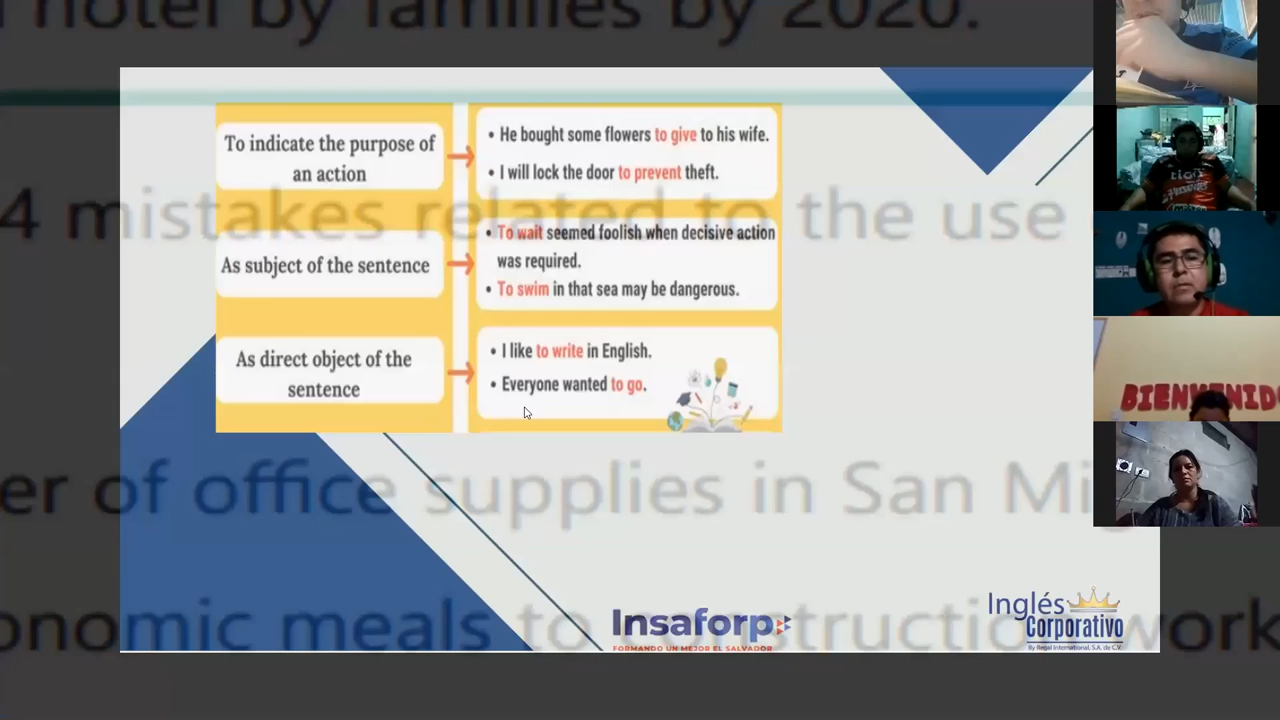 hotel by families by 2020.
To indicate the purpose of
an action
• He bought some flowers to give to his wife.
• I will lock the door to prevent theft.
4 mistakes related to the use
As subject of the sentence
• To wait seemed foolish when decisive action
was required.
• To swim in that sea may be dangerous.
As direct object of the
sentence
• I like to write in English.
• Everyone wanted to go.
er of office supplies in San Mig
onomic meals to construction work
Insaforp
FORMANDO UN MEJOR EL SALVADOR
Inglés
Corporativo
By Regal International, S.A. de C.V.
tigo
BIENVENIDO